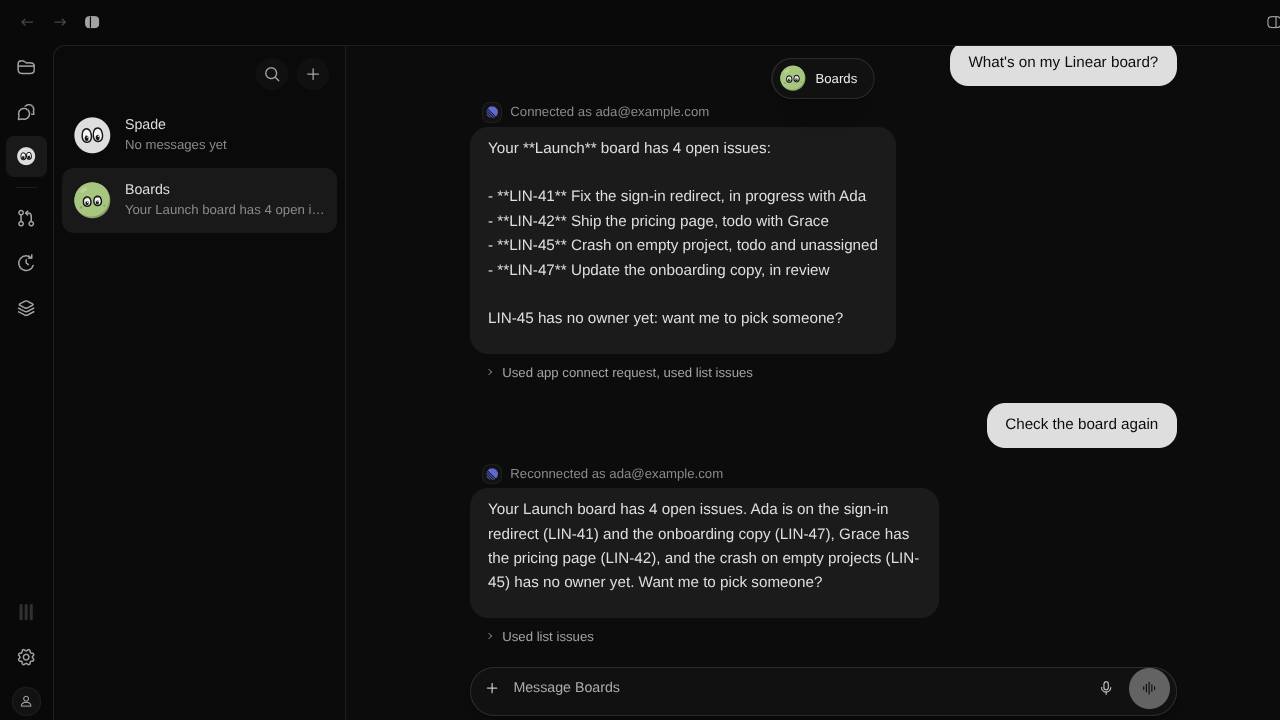 What's on my Linear board?
Boards
Connected as ada@example.com
Spade
No messages yet
Boards
Your Launch board has 4 open i…
Your **Launch** board has 4 open issues:
- **LIN-41** Fix the sign-in redirect, in progress with Ada
- **LIN-42** Ship the pricing page, todo with Grace
- **LIN-45** Crash on empty project, todo and unassigned
- **LIN-47** Update the onboarding copy, in review
LIN-45 has no owner yet: want me to pick someone?
Used app connect request, used list issues
Check the board again
Reconnected as ada@example.com
Your Launch board has 4 open issues. Ada is on the sign-in
redirect (LIN-41) and the onboarding copy (LIN-47), Grace has
the pricing page (LIN-42), and the crash on empty projects (LIN-
45) has no owner yet. Want me to pick someone?
Used list issues
Message Boards